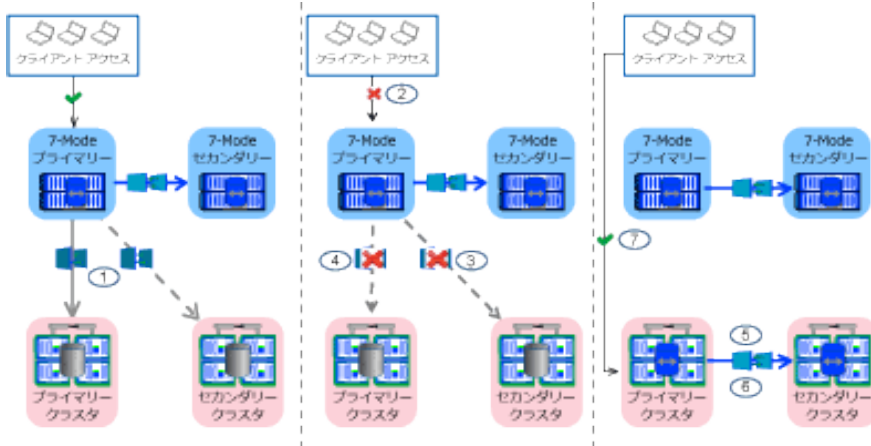 クライアント アクセス
7-Mode
プライマリー
7-Mode
セカンダリー
1
プライマリー
クラスタ
セカンダリー
クラスタ
クライアント アクセス
2
7-Mode
プライマリー
7-Mode
セカンダリー
4
3
プライマリー
クラスタ
セカンダリー
クラスタ
クライアント アクセス
7-Mode
プライマリー
7-Mode
セカンダリー
7
5
6
プライマリー
クラスタ
セカンダリー
クラスタ